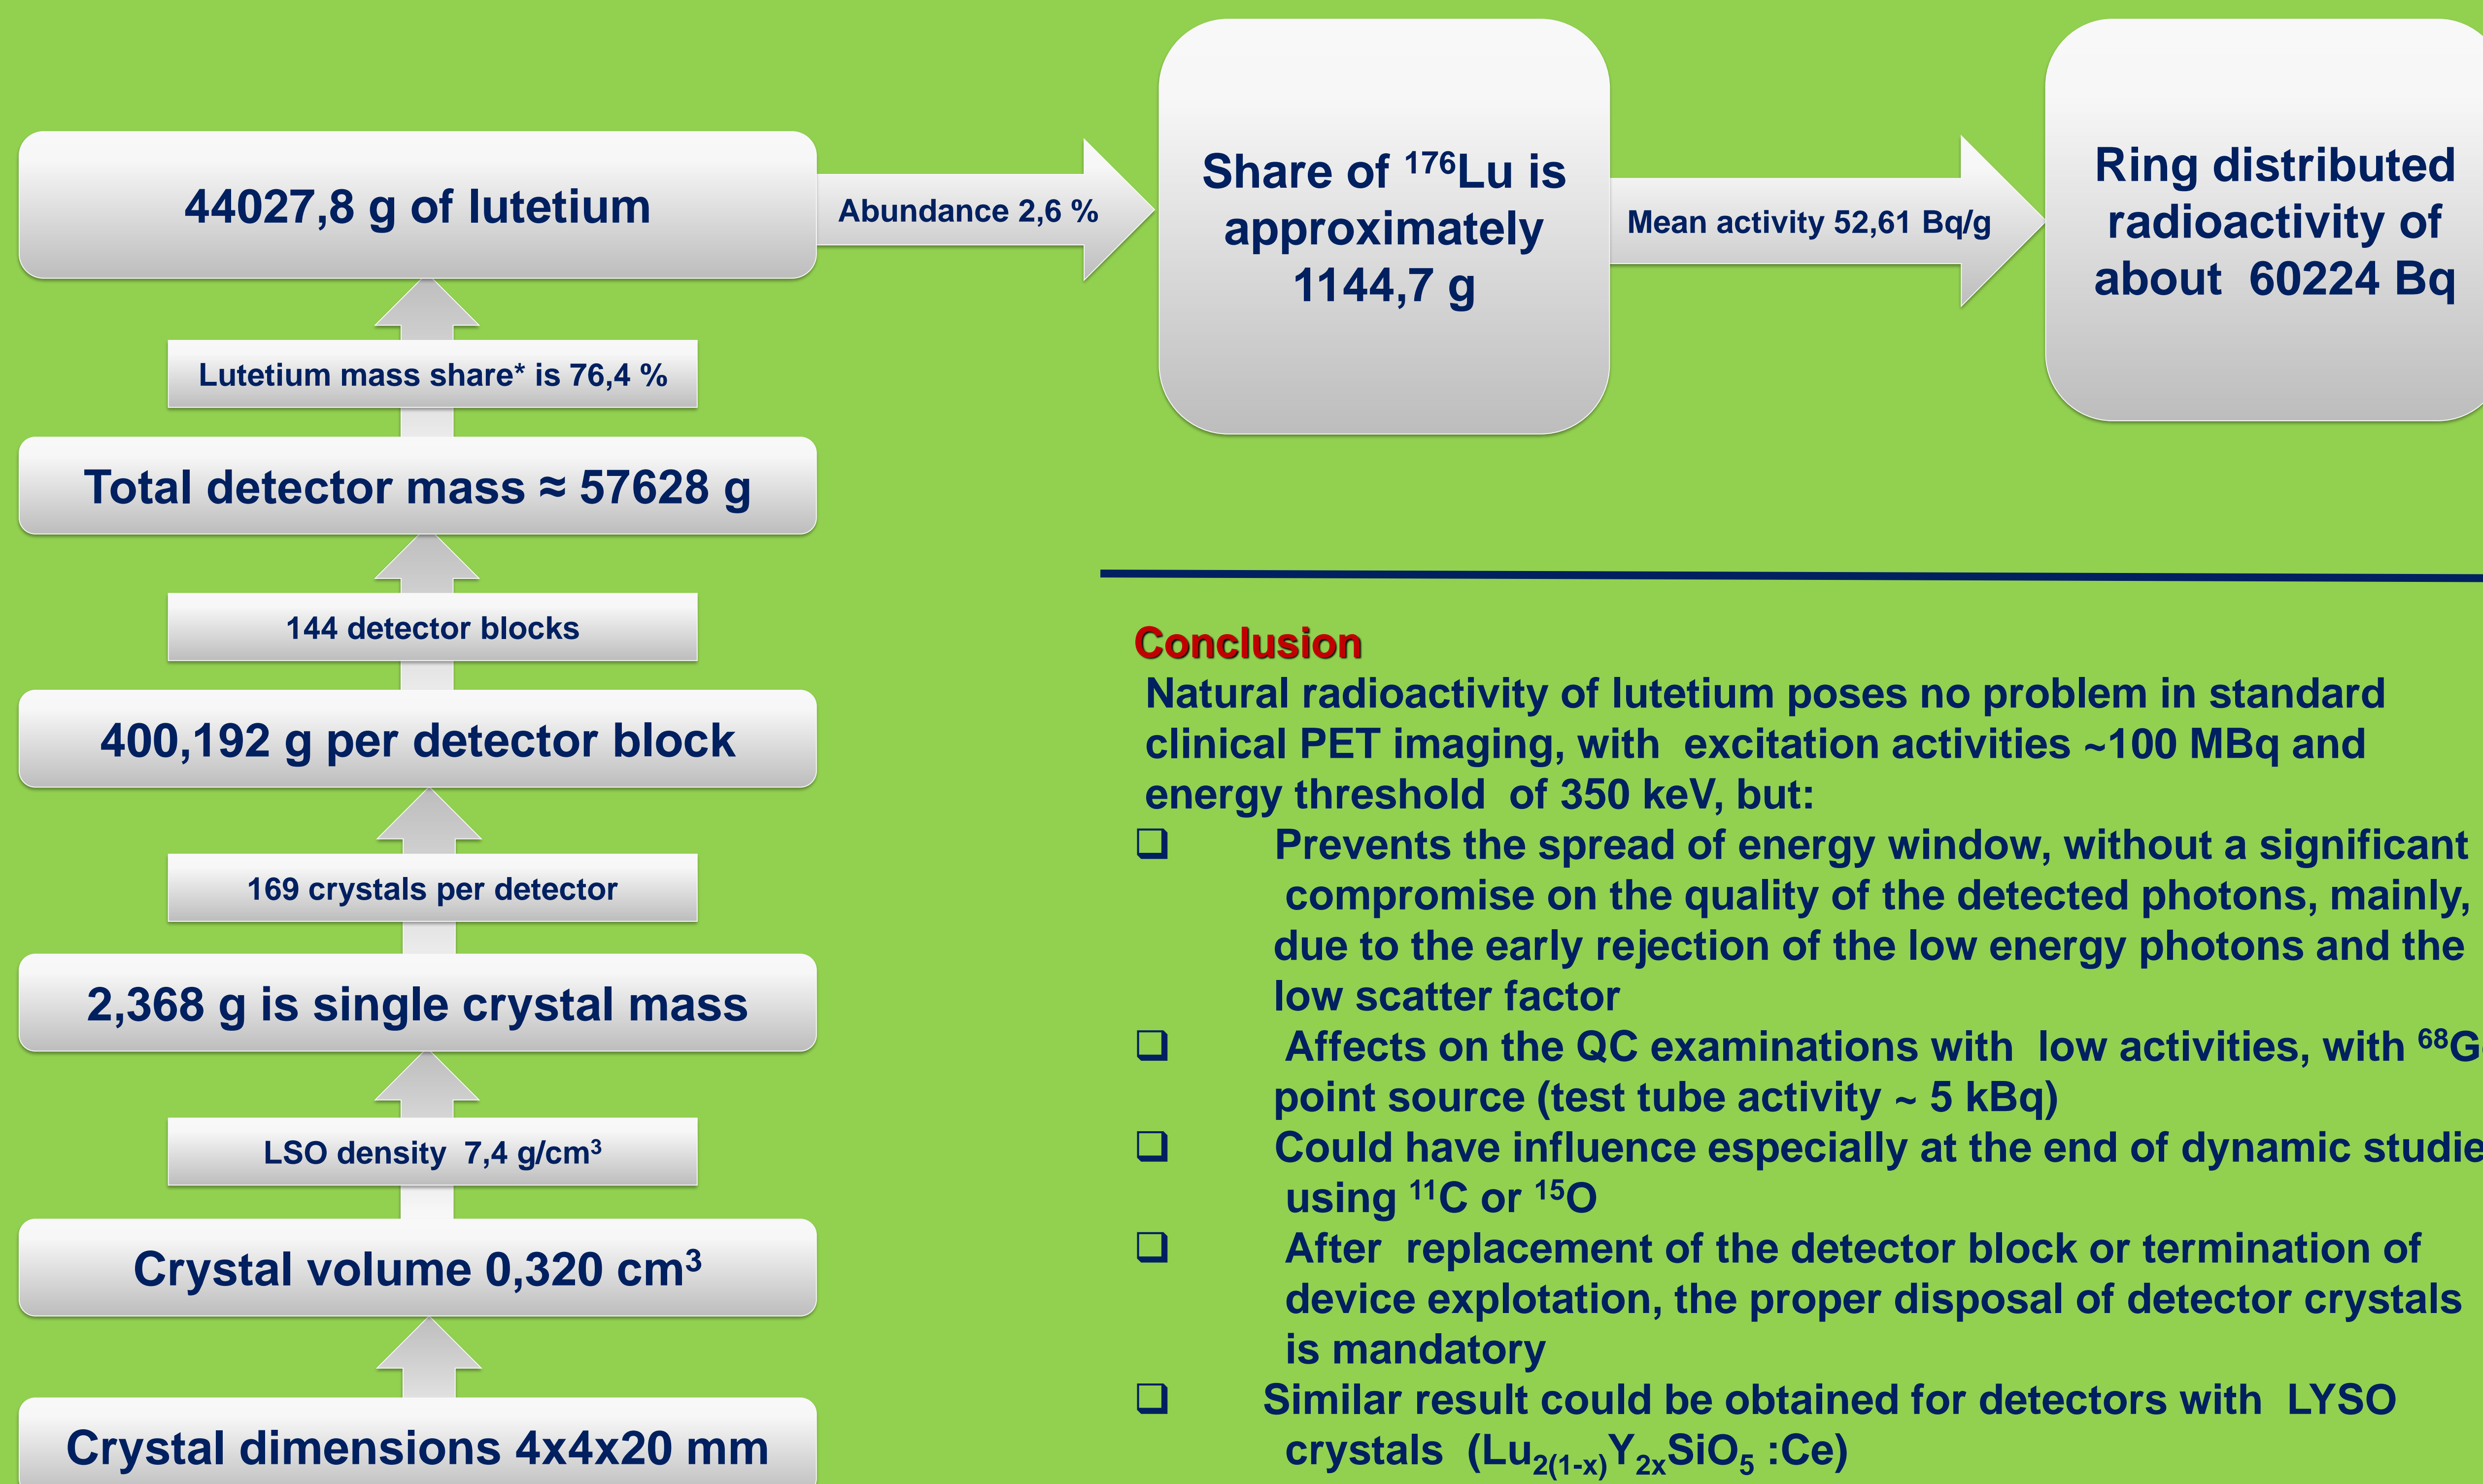 44027,8 g of lutetium
Abundance 2,6 %
Share of ¹⁷⁶Lu is
approximately
1144,7 g
Mean activity 52,61 Bq/g
Ring distributed
radioactivity of
about 60224 Bq
Lutetium mass share* is 76,4 %
Total detector mass ≈ 57628 g
144 detector blocks
400,192 g per detector block
169 crystals per detector
2,368 g is single crystal mass
LSO density 7,4 g/cm³
Crystal volume 0,320 cm³
Crystal dimensions 4x4x20 mm
Conclusion
Natural radioactivity of lutetium poses no problem in standard
clinical PET imaging, with excitation activities ~100 MBq and
energy threshold of 350 keV, but:
❑ Prevents the spread of energy window, without a significant
compromise on the quality of the detected photons, mainly,
due to the early rejection of the low energy photons and the
low scatter factor
❑ Affects on the QC examinations with low activities, with
point source (test tube activity ~ 5 kBq)
❑ Could have influence especially at the end of dynamic
using ¹¹C or ¹⁵O
❑ After replacement of the detector block or termination of
device explotation, the proper disposal of detector crystals
is mandatory
❑ Similar result could be obtained for detectors with LYSO
crystals (Lu₂₍₁₋ₓ₎Y₂ₓSiO₅ :Ce)